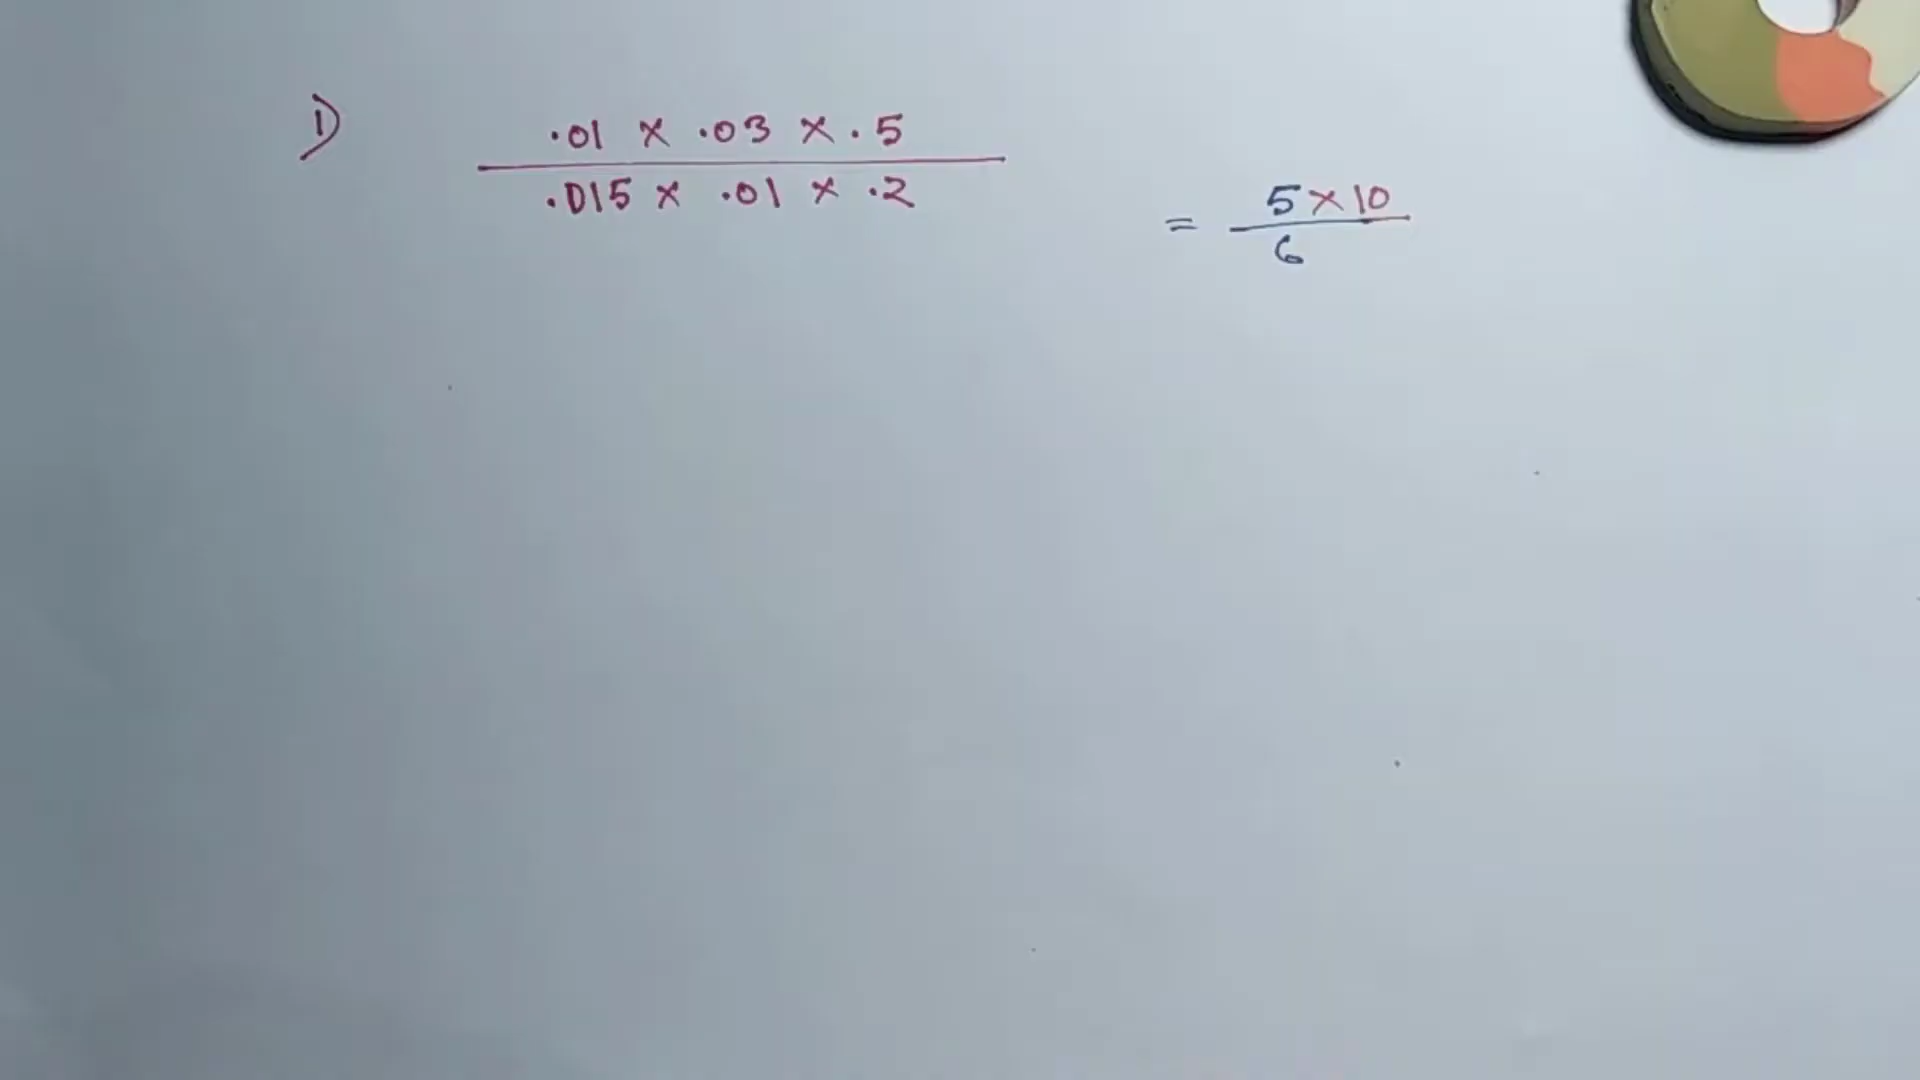 1) .01 × .03 × .5
.015 × .01 × .2
= 5 × 10
6